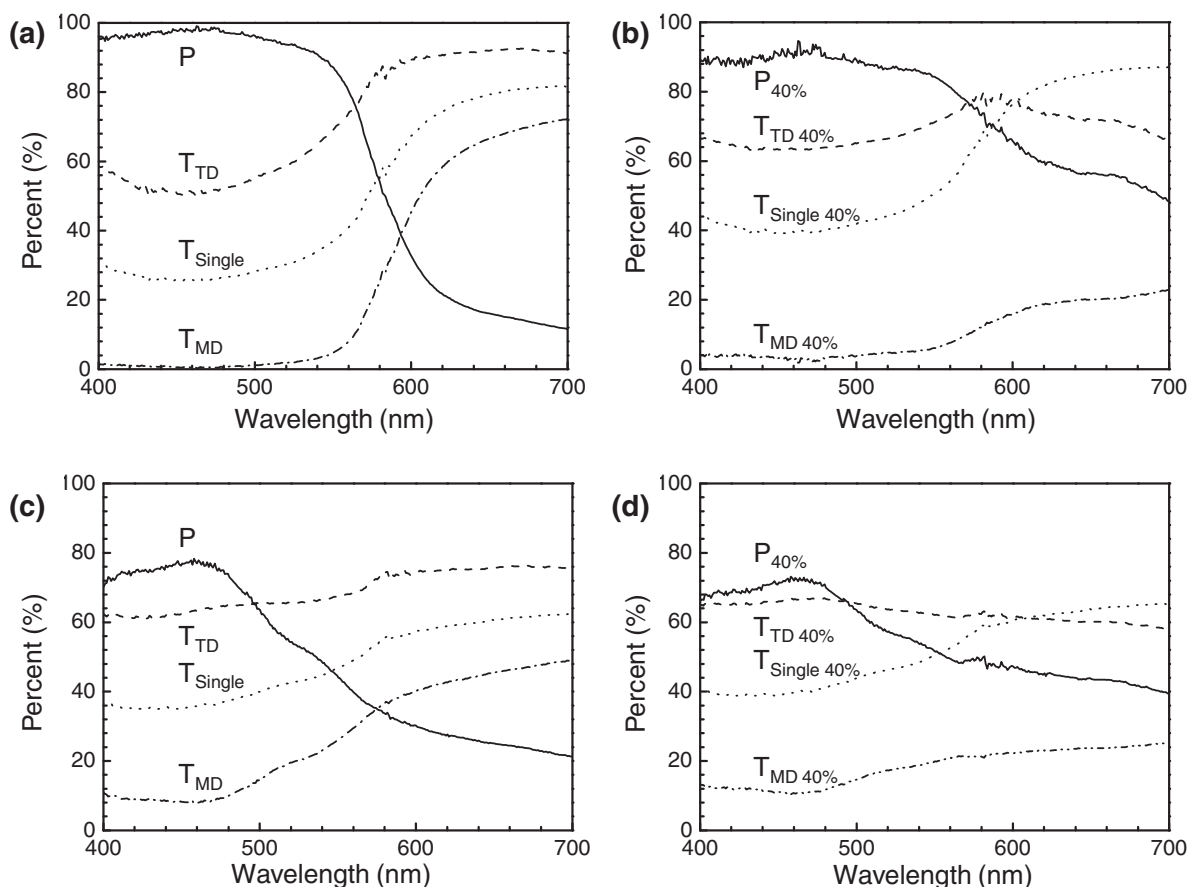 (a)
100
80
60
40
20
0
Percent (%)
P
T_TD
T_Single
T_MD
400 500 600 700
Wavelength (nm)
(b)
100
80
60
40
20
0
Percent (%)
P_40%
T_TD 40%
T_Single 40%
T_MD 40%
400 500 600 700
Wavelength (nm)
(c)
100
80
60
40
20
0
Percent (%)
P
T_TD
T_Single
T_MD
400 500 600 700
Wavelength (nm)
(d)
100
80
60
40
20
0
Percent (%)
P_40%
T_TD 40%
T_Single 40%
T_MD 40%
400 500 600 700
Wavelength (nm)